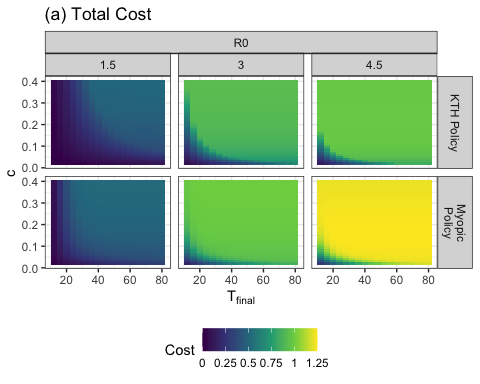 (a) Total Cost
R0
1.5 3 4.5
0.4
0.3
0.2
0.1
0.0
KTH Policy
c
0.4
0.3
0.2
0.1
0.0
Myopic
Policy
20 40 60 80 20 40 60 80 20 40 60 80
Tfinal
Cost
0 0.25 0.5 0.75 1 1.25